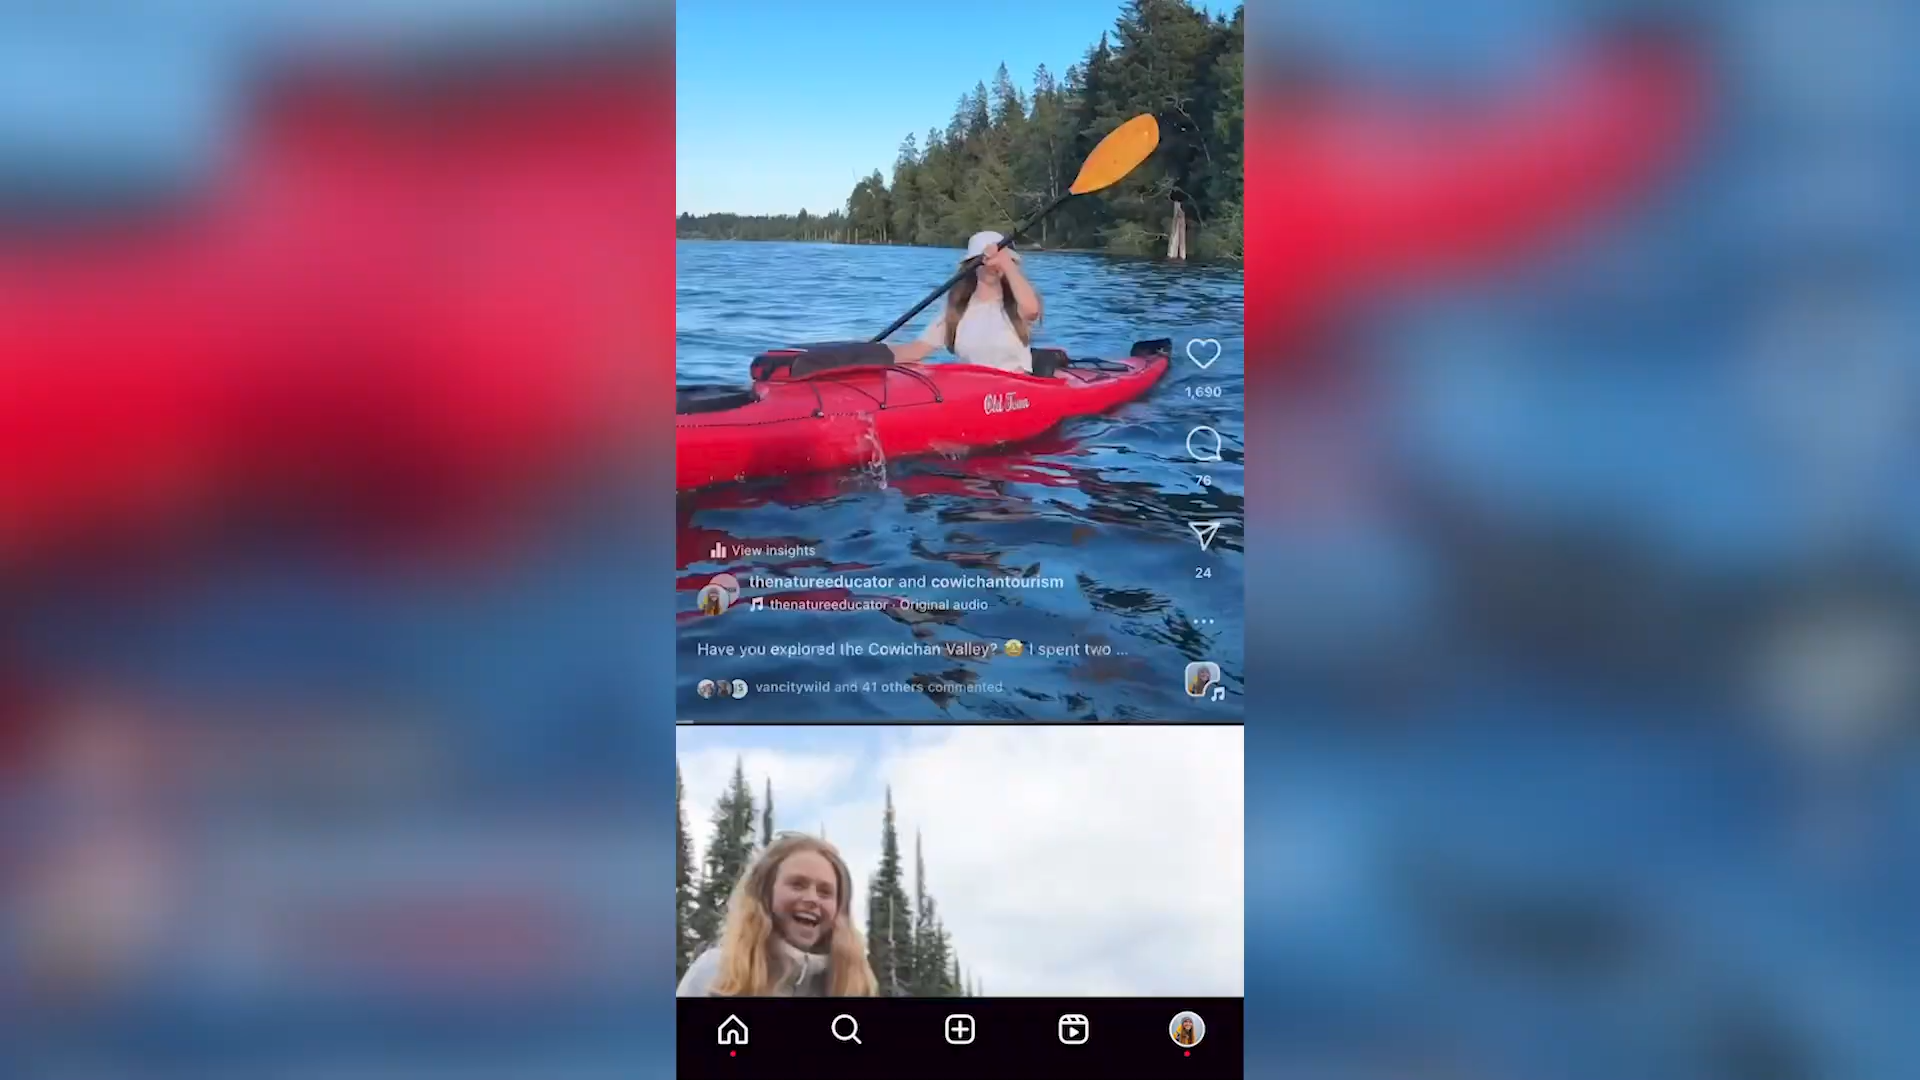 Old Town
1,690
76
View insights
24
thenatureeducator and cowichantourism
thenatureeducator · Original audio
Have you explored the Cowichan Valley? 🤩 I spent two ...
vancitywild and 41 others commented